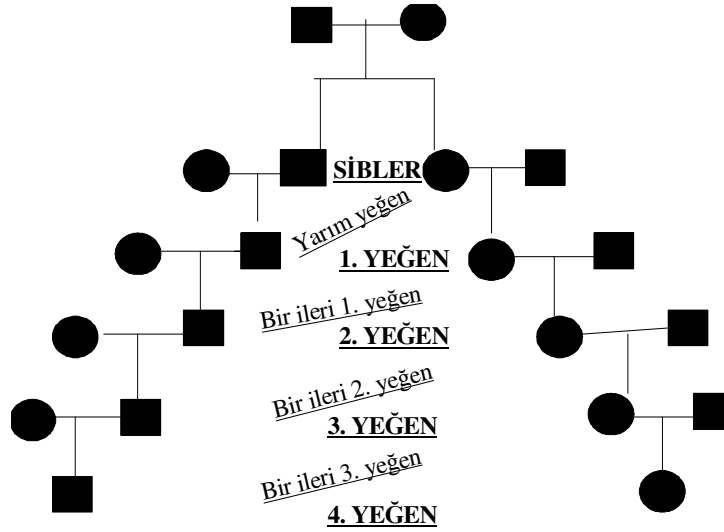 SİBLER
Yarım yeğen
1. YEĞEN
Bir ileri 1. yeğen
2. YEĞEN
Bir ileri 2. yeğen
3. YEĞEN
Bir ileri 3. yeğen
4. YEĞEN